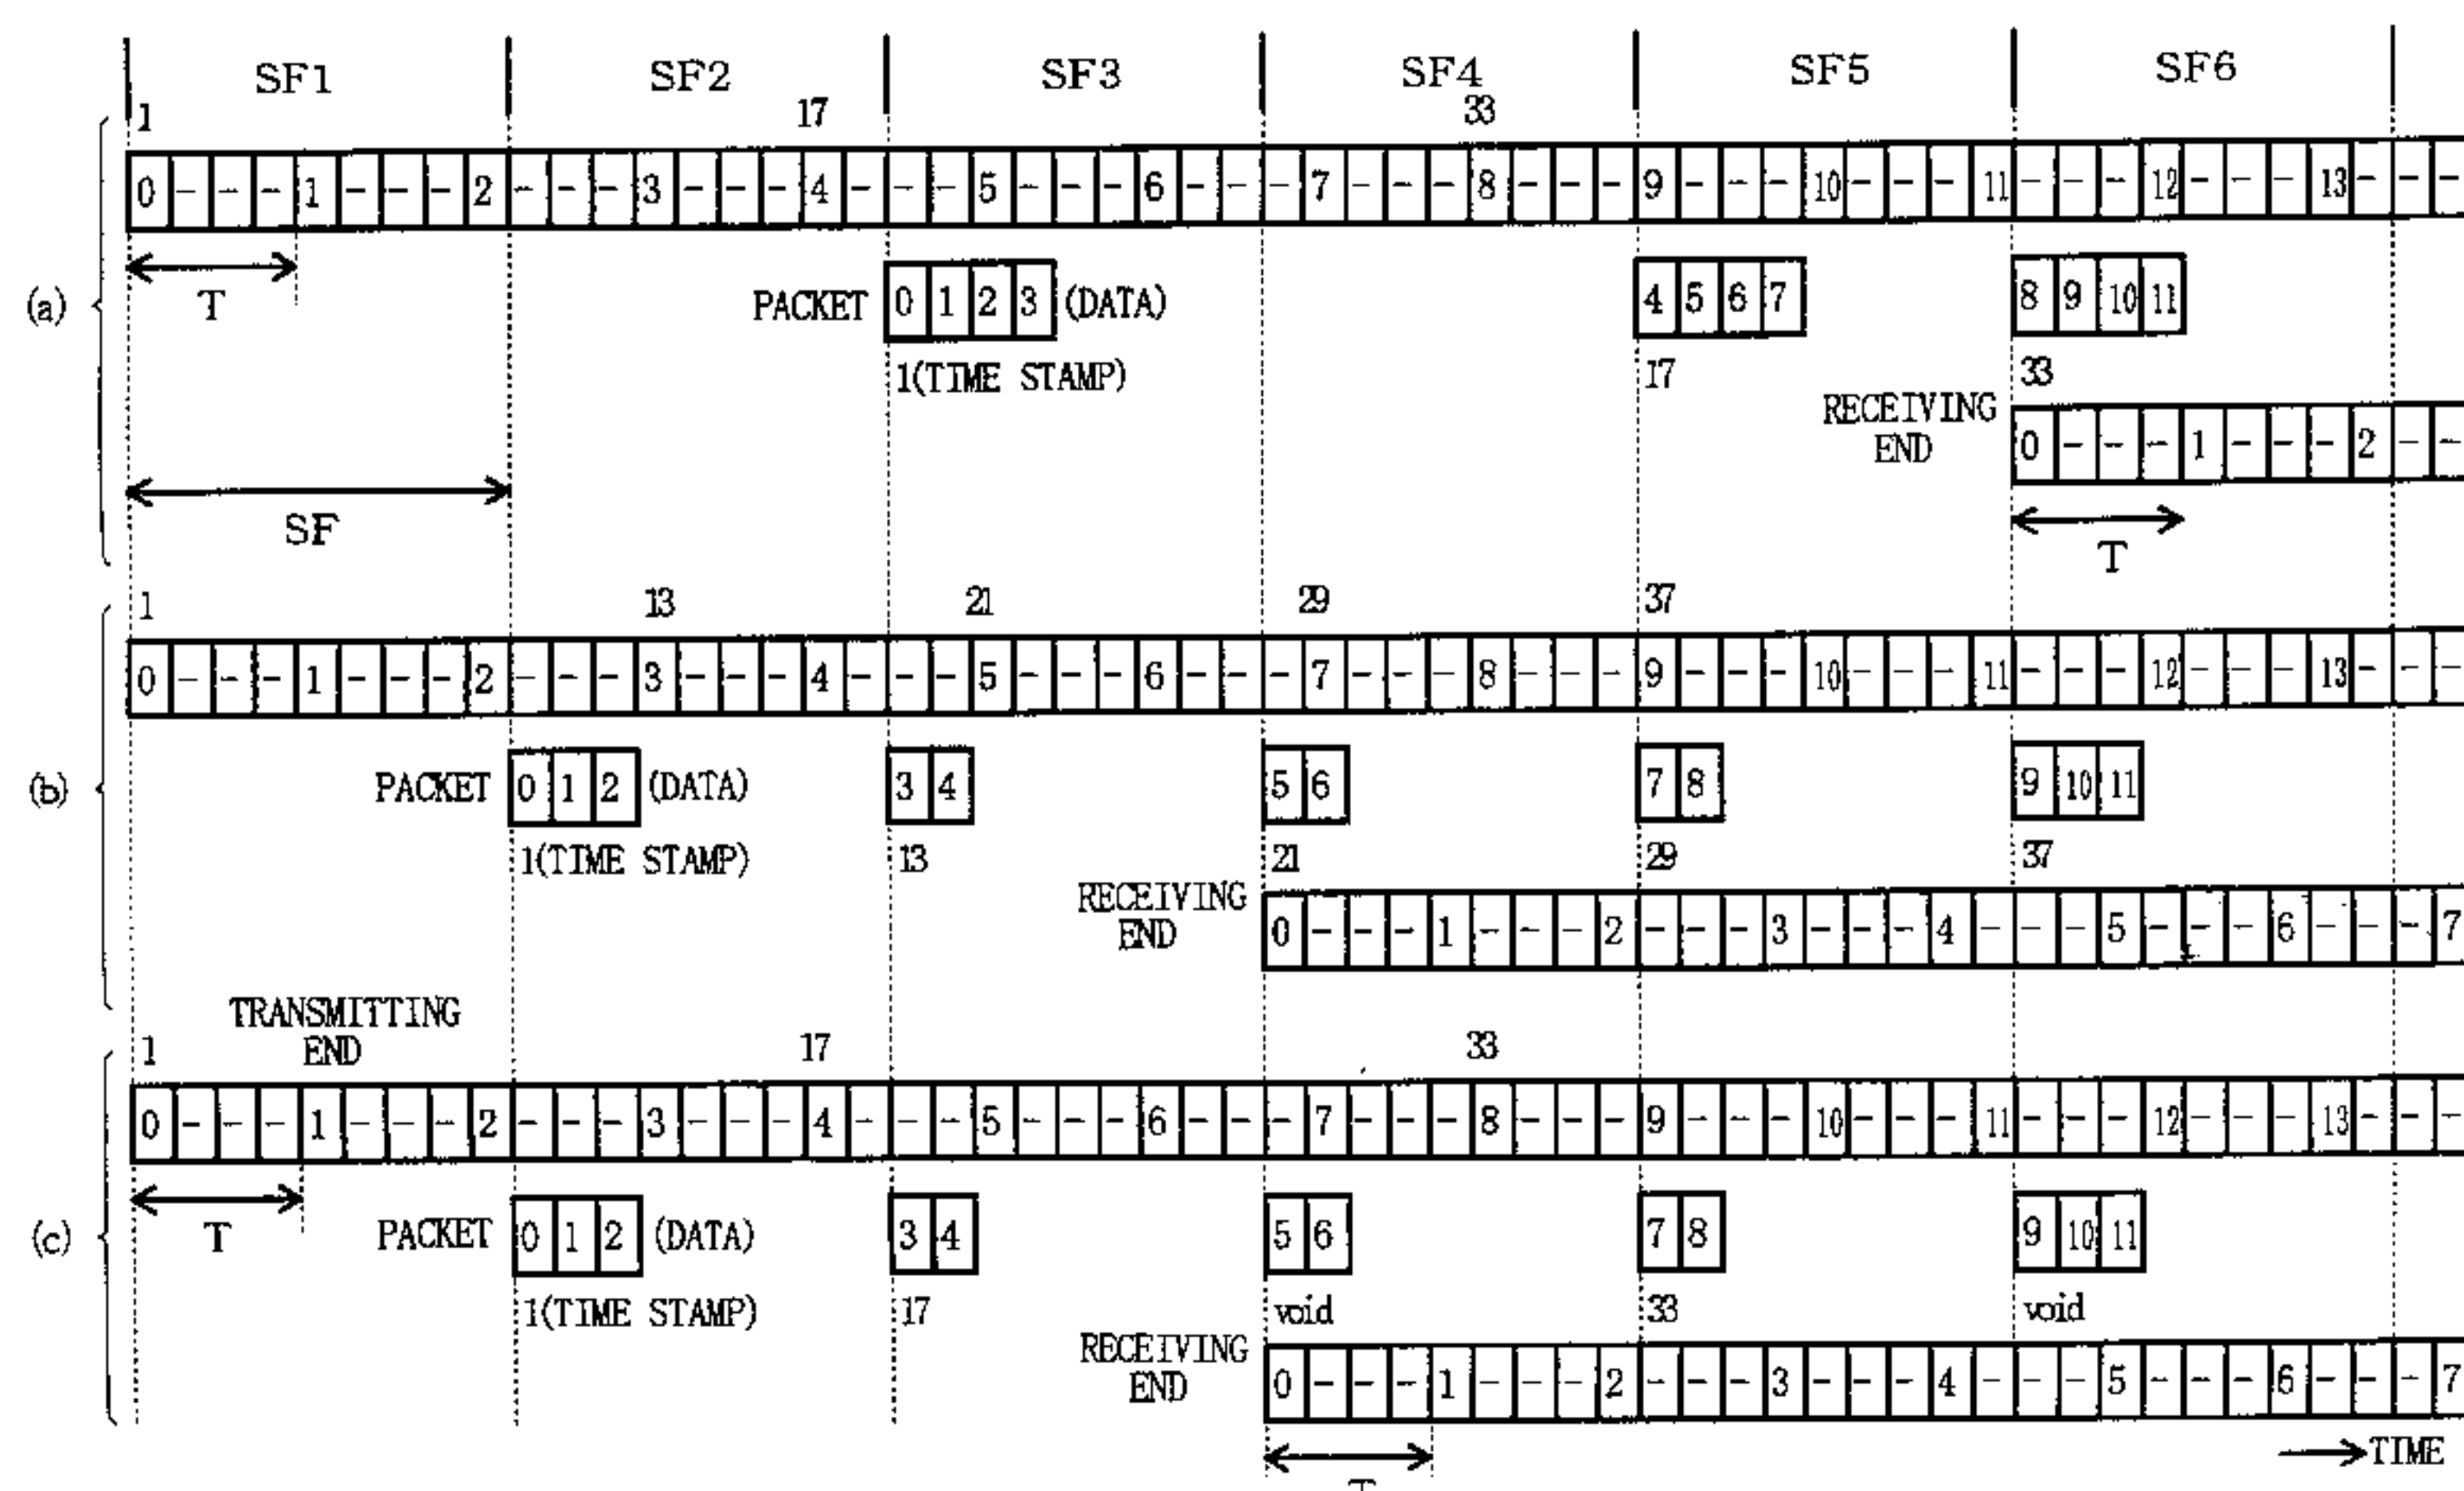 SF1 SF2 SF3 SF4 SF5 SF6
1 17 33
0 - - - 1 - - - 2 - - - 3 - - - 4 - - - 5 - - - 6 - - - 7 - - - 8 - - - 9 - - - 10 - - - 11 - - - 12 - - - 13 - - -
(a) T PACKET 0 1 2 3 (DATA) 4 5 6 7 8 9 10 11
1(TIME STAMP) 17 33
RECEIVING
END
0 - - - 1 - - - 2 - -
SF
T
1 13 21 29 37
0 - - - 1 - - - 2 - - - 3 - - - 4 - - - 5 - - - 6 - - - 7 - - - 8 - - - 9 - - - 10 - - - 11 - - - 12 - - - 13 - - -
(b) PACKET 0 1 2 (DATA) 3 4 5 6 7 8 9 10 11
1(TIME STAMP) 13 21 29 37
RECEIVING
END
0 - - - 1 - - - 2 - - - 3 - - - 4 - - - 5 - - - 6 - - - 7
TRANSMITTING
END
1 17 33
0 - - - 1 - - - 2 - - - 3 - - - 4 - - - 5 - - - 6 - - - 7 - - - 8 - - - 9 - - - 10 - - - 11 - - - 12 - - - 13 - - -
(c) T PACKET 0 1 2 (DATA) 3 4 5 6 7 8 9 10 11
1(TIME STAMP) 17 void 33 void
RECEIVING
END
0 - - - 1 - - - 2 - - - 3 - - - 4 - - - 5 - - - 6 - - - 7
TIME